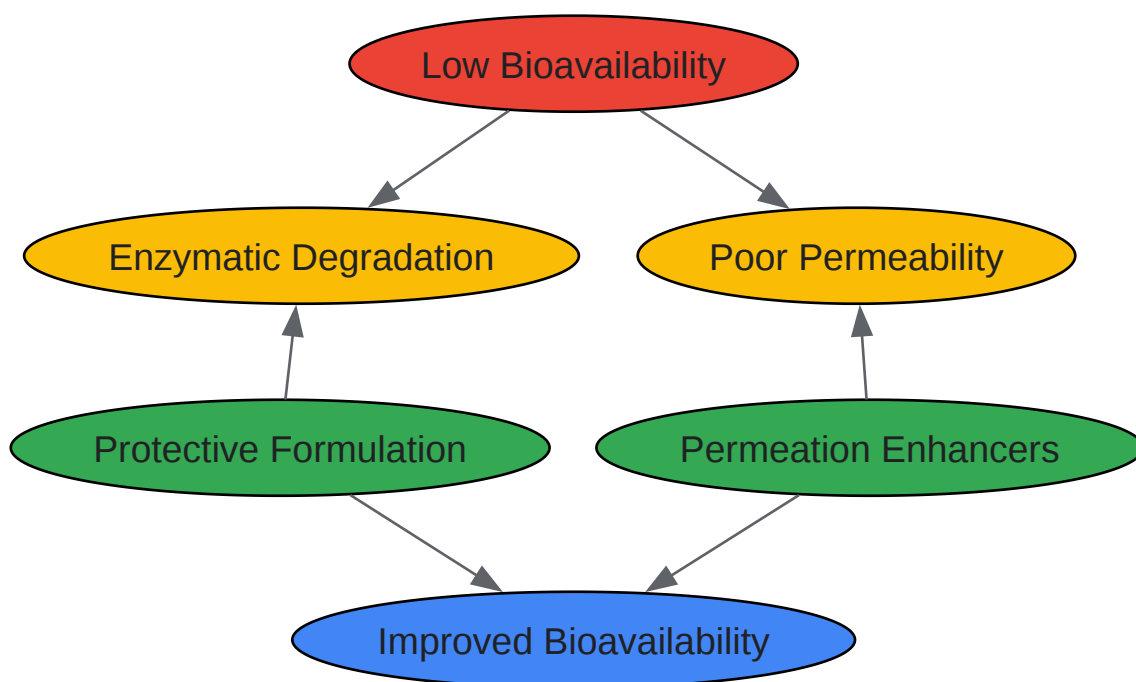 Low Bioavailability
Enzymatic Degradation
Poor Permeability
Protective Formulation
Permeation Enhancers
Improved Bioavailability